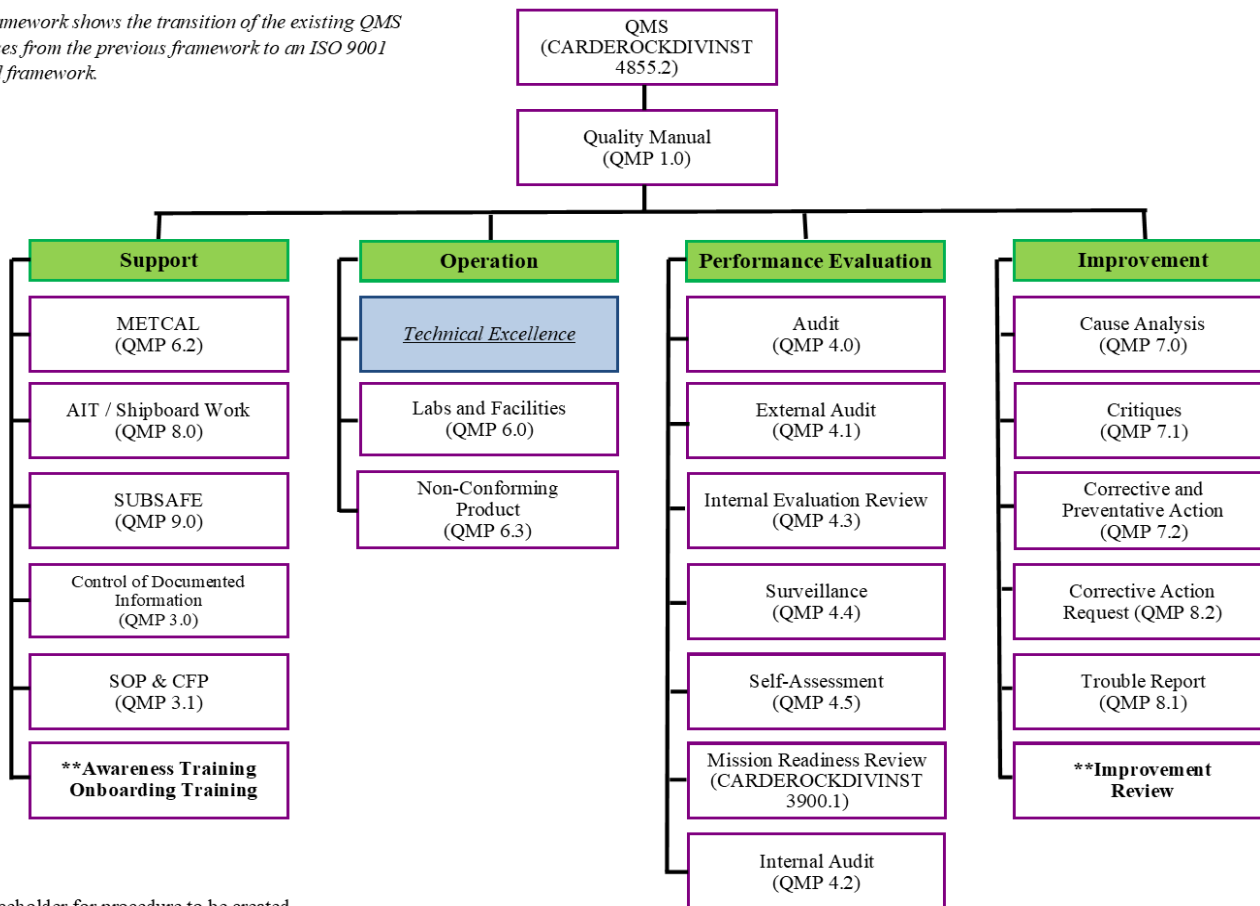 framework shows the transition of the existing QMS
from the previous framework to an ISO 9001
framework.
QMS
(CARDEROCKDIVINST
4855.2)
Quality Manual
(QMP 1.0)
Support
METCAL
(QMP 6.2)
AIT / Shipboard Work
(QMP 8.0)
SUBSAFE
(QMP 9.0)
Control of Documented
Information
(QMP 3.0)
SOP & CFP
(QMP 3.1)
**Awareness Training
Onboarding Training
Operation
Technical Excellence
Labs and Facilities
(QMP 6.0)
Non-Conforming
Product
(QMP 6.3)
Performance Evaluation
Audit
(QMP 4.0)
External Audit
(QMP 4.1)
Internal Evaluation Review
(QMP 4.3)
Surveillance
(QMP 4.4)
Self-Assessment
(QMP 4.5)
Mission Readiness Review
(CARDEROCKDIVINST
3900.1)
Internal Audit
(QMP 4.2)
Improvement
Cause Analysis
(QMP 7.0)
Critiques
(QMP 7.1)
Corrective and
Preventative Action
(QMP 7.2)
Corrective Action
Request (QMP 8.2)
Trouble Report
(QMP 8.1)
**Improvement
Review
for procedure to be created